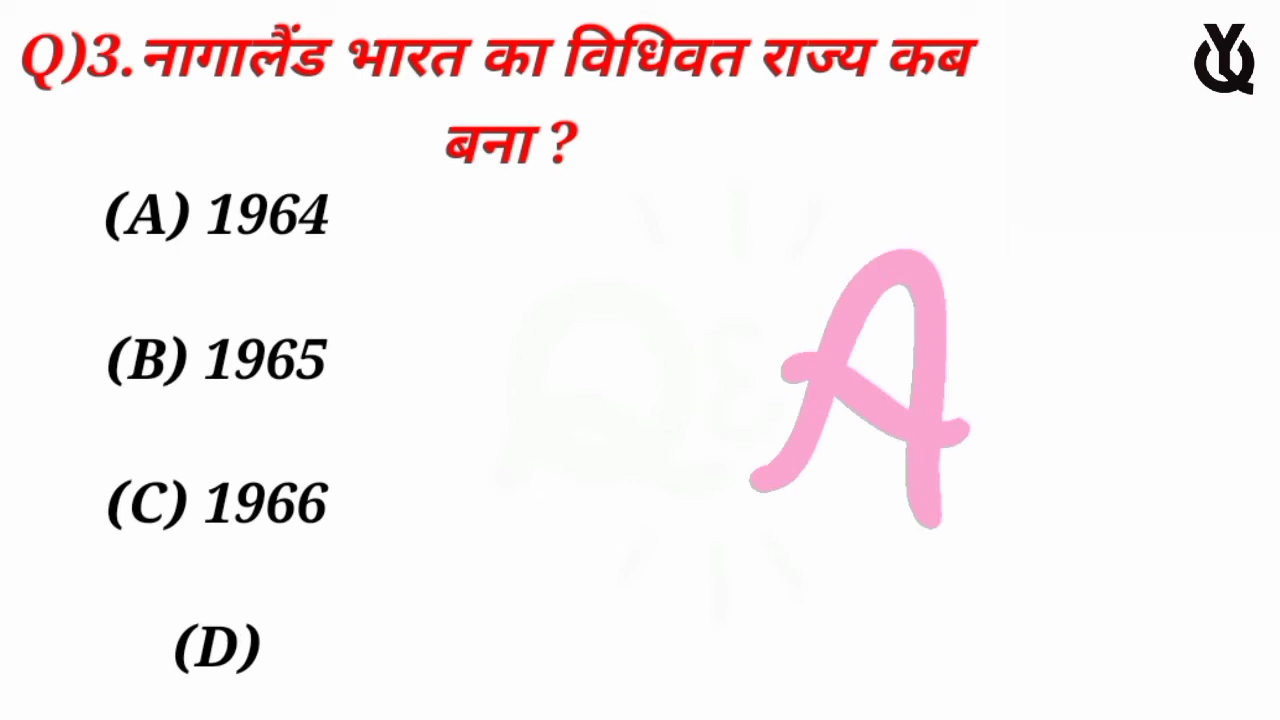 Q)3.नागालैंड भारत का विधिवत राज्य कब
बना ?
(A) 1964
(B) 1965
(C) 1966
(D)
A